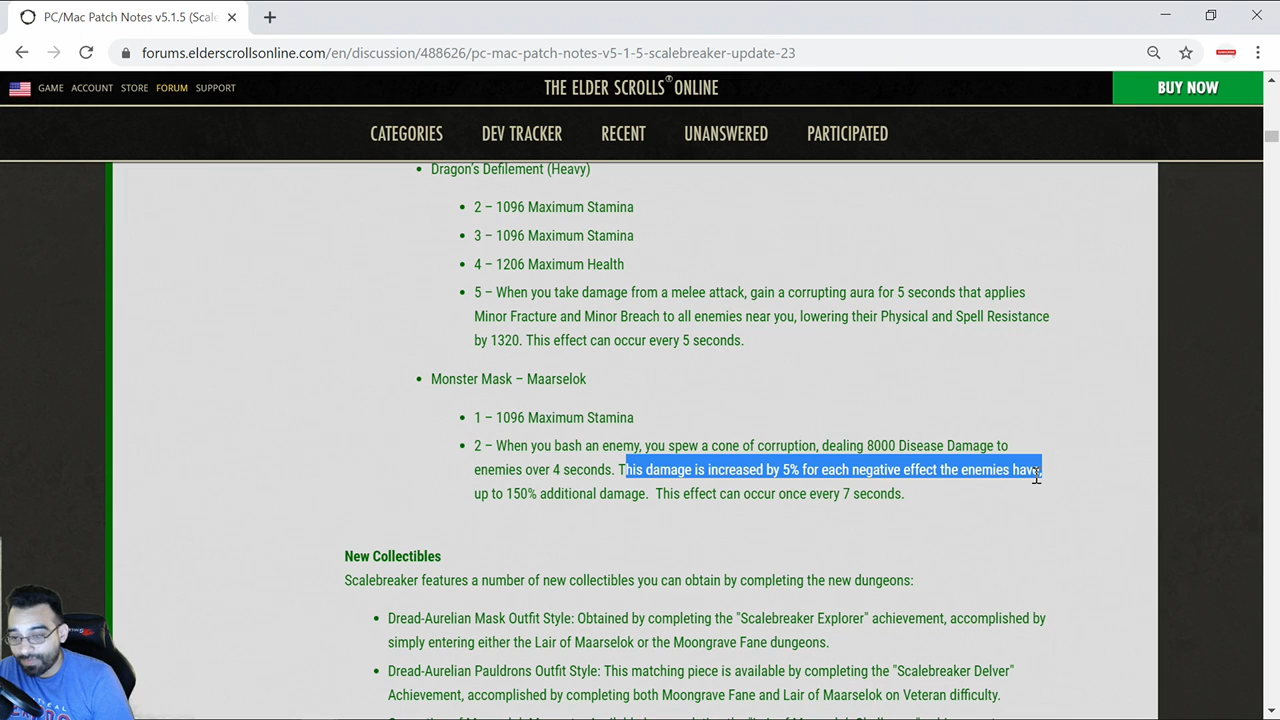 PC/Mac Patch Notes v5.1.5 (Scale
forums.elderscrollsonline.com/en/discussion/488626/pc-mac-patch-notes-v5-1-5-scalebreaker-update-23
GAME ACCOUNT STORE FORUM SUPPORT
THE ELDER SCROLLS® ONLINE
BUY NOW
CATEGORIES DEV TRACKER RECENT UNANSWERED PARTICIPATED
• Dragon's Defilement (Heavy)
• 2 – 1096 Maximum Stamina
• 3 – 1096 Maximum Stamina
• 4 – 1206 Maximum Health
• 5 – When you take damage from a melee attack, gain a corrupting aura for 5 seconds that applies
Minor Fracture and Minor Breach to all enemies near you, lowering their Physical and Spell Resistance
by 1320. This effect can occur every 5 seconds.
• Monster Mask – Maarselok
• 1 – 1096 Maximum Stamina
• 2 – When you bash an enemy, you spew a cone of corruption, dealing 8000 Disease Damage to
enemies over 4 seconds. This damage is increased by 5% for each negative effect the enemies have,
up to 150% additional damage. This effect can occur once every 7 seconds.
New Collectibles
Scalebreaker features a number of new collectibles you can obtain by completing the new dungeons:
• Dread-Aurelian Mask Outfit Style: Obtained by completing the "Scalebreaker Explorer" achievement, accomplished by
simply entering either the Lair of Maarselok or the Moongrave Fane dungeons.
• Dread-Aurelian Pauldrons Outfit Style: This matching piece is available by completing the "Scalebreaker Delver"
Achievement, accomplished by completing both Moongrave Fane and Lair of Maarselok on Veteran difficulty.